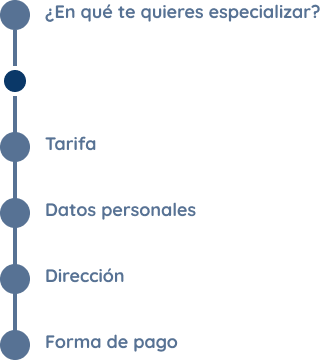 ¿En qué te quieres especializar?
Tarifa
Datos personales
Dirección
Forma de pago